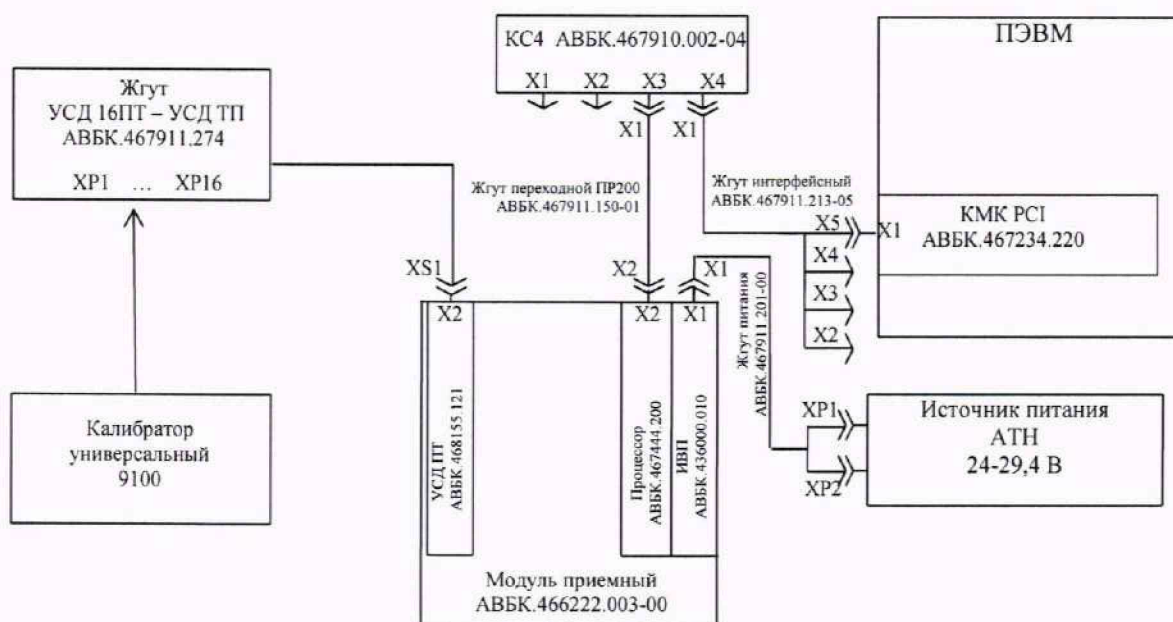 КС4 АВБК.467910.002-04
X1 X2 X3 X4
X1 X1
ПЭВМ
КМК PCI
АВБК.467234.220
X1
Жгут
УСД 16ПТ – УСД ТП
АВБК.467911.274
XP1 ... XP16
Жгут переходной ПР200
АВБК.467911.150-01
Жгут интерфейсный
АВБК.467911.213-05
X5
X4
X3
X2
XS1
X2
X1
Жгут питания
АВБК.467911.201-00
X2
X2
X1
УСД ПТ
АВБК.468155.121
Процессор
АВБК.467444.200
ИВП
АВБК.436000.010
Модуль приемный
АВБК.466222.003-00
Калибратор
универсальный
9100
XP1
XP2
Источник питания
АТН
24-29,4 В